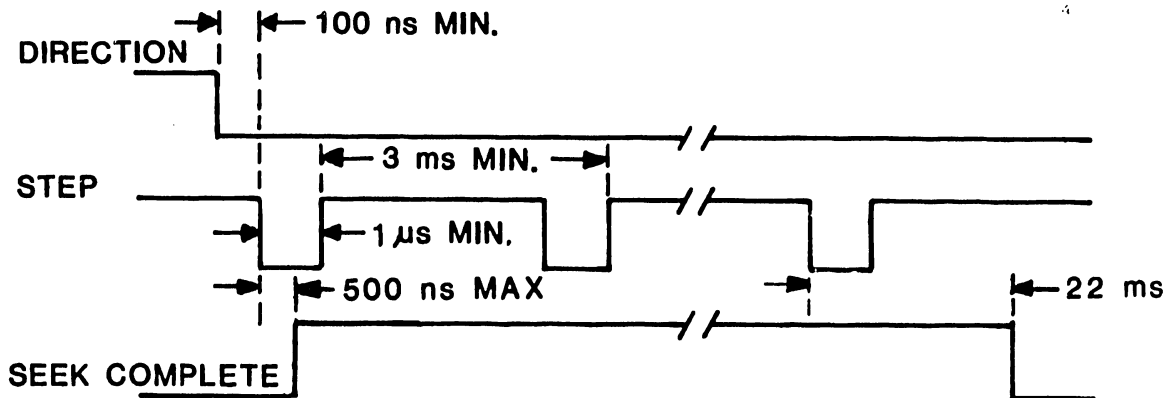 100 ns MIN.
DIRECTION
3 ms MIN.
STEP
1 μs MIN.
500 ns MAX
22 ms
SEEK COMPLETE